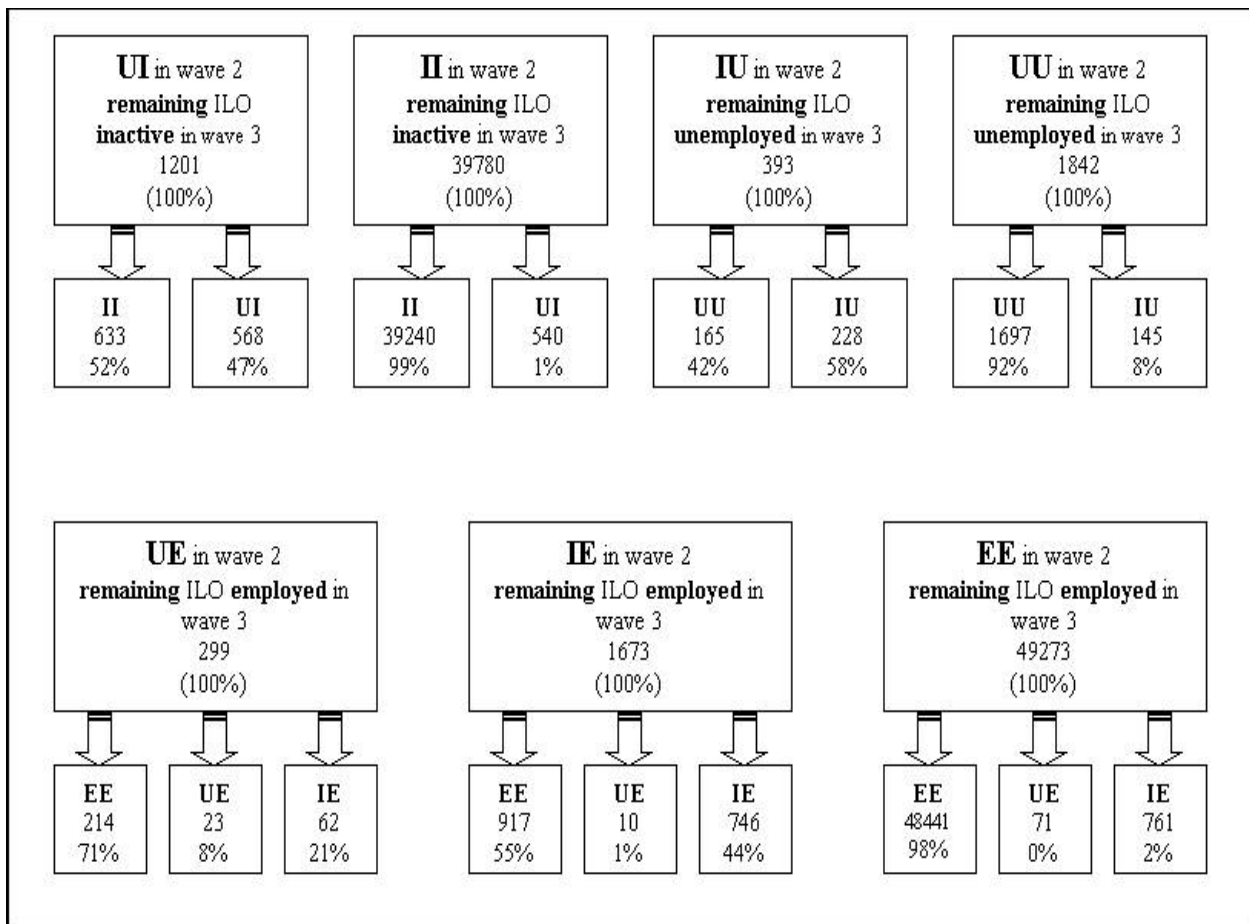 UI in wave 2
remaining ILO
inactive in wave 3
1201
(100%)
II in wave 2
remaining ILO
inactive in wave 3
39780
(100%)
IU in wave 2
remaining ILO
unemployed in wave 3
393
(100%)
UU in wave 2
remaining ILO
unemployed in wave 3
1842
(100%)
II
633
52%
UI
568
47%
II
39240
99%
UI
540
1%
UU
165
42%
IU
228
58%
UU
1697
92%
IU
145
8%
UE in wave 2
remaining ILO employed in
wave 3
299
(100%)
IE in wave 2
remaining ILO employed in
wave 3
1673
(100%)
EE in wave 2
remaining ILO employed in
wave 3
49273
(100%)
EE
214
71%
UE
23
8%
IE
62
21%
EE
917
55%
UE
10
1%
IE
746
44%
EE
48441
98%
UE
71
0%
IE
761
2%